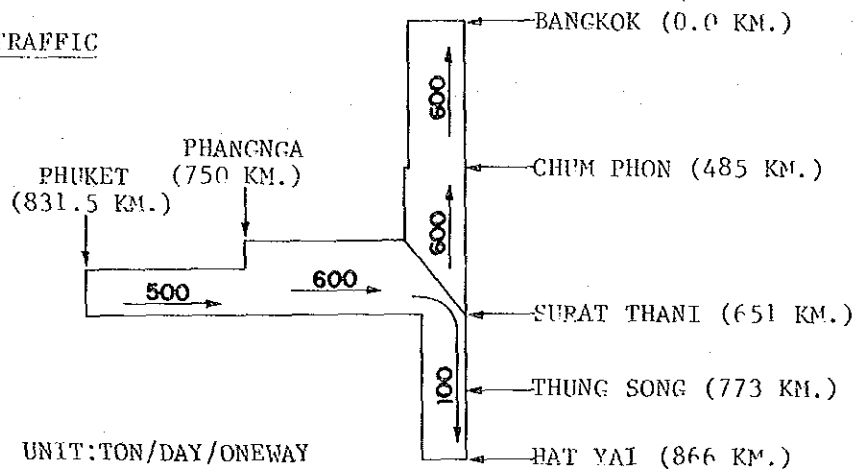 TRAFFIC
BANGKOK (0.0 KM.)
600
PHANGNGA
(750 KM.)
PHUKET
(831.5 KM.)
CHUM PHON (485 KM.)
600
500
600
SURAT THANI (651 KM.)
100
THUNG SONG (773 KM.)
UNIT:TON/DAY/ONEWAY
HAT YAI (866 KM.)